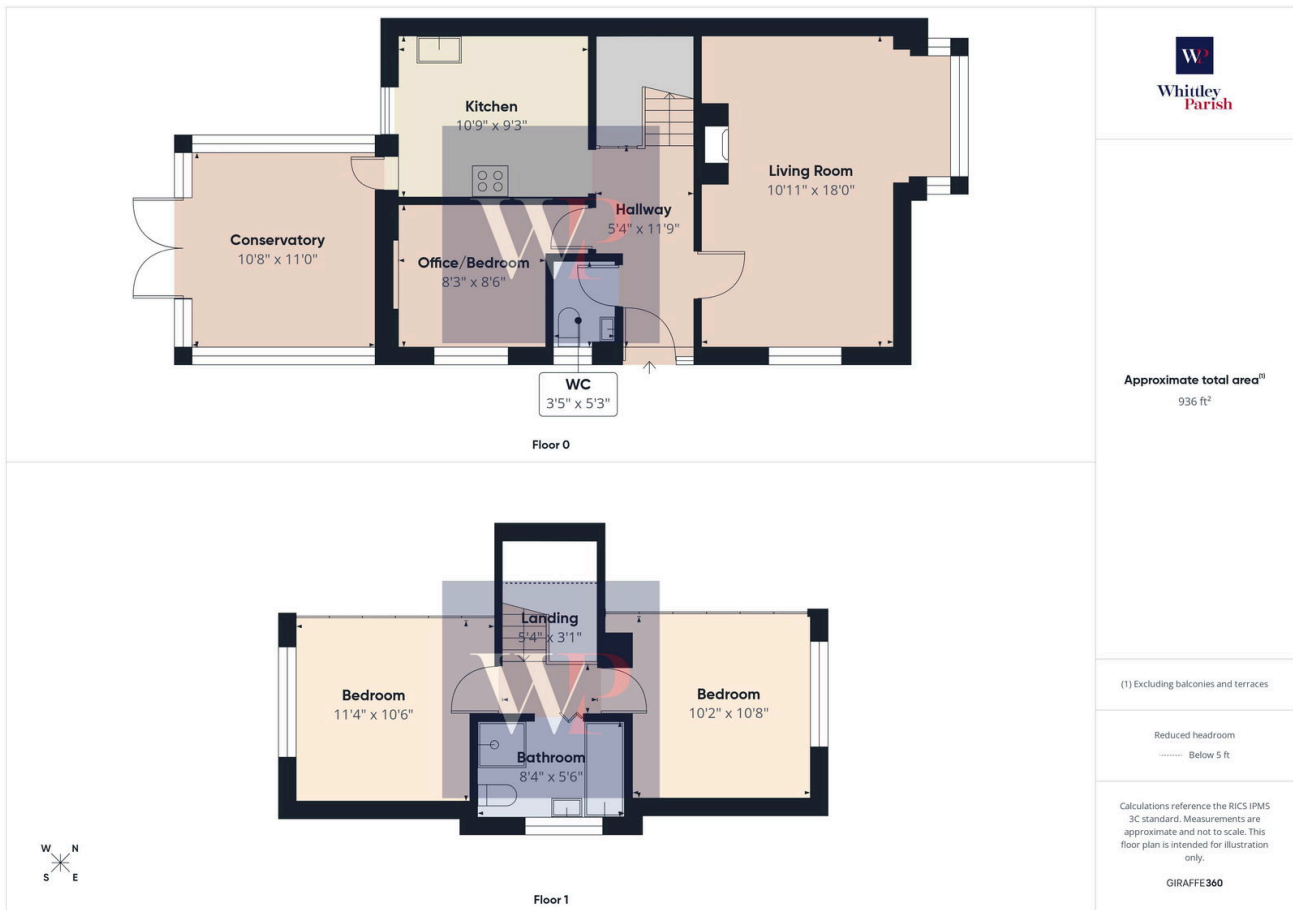 Kitchen
10'9" x 9'3"
Living Room
10'11" x 18'0"
Hallway
5'4" x 11'9"
Conservatory
10'8" x 11'0"
Office/Bedroom
8'3" x 8'6"
WC
3'5" x 5'3"
Floor 0
WP
Landing
5'4" x 3'1"
Bedroom
11'4" x 10'6"
Bedroom
10'2" x 10'8"
Bathroom
8'4" x 5'6"
WP
W N
S E
Floor 1
WP
Whittley
Parish
Approximate total area(1)
936 ft²
(1) Excluding balconies and terraces
Reduced headroom
Below 5 ft
Calculations reference the RICS IPMS
3C standard. Measurements are
approximate and not to scale. This
floor plan is intended for illustration
only.
GIRAFFE360